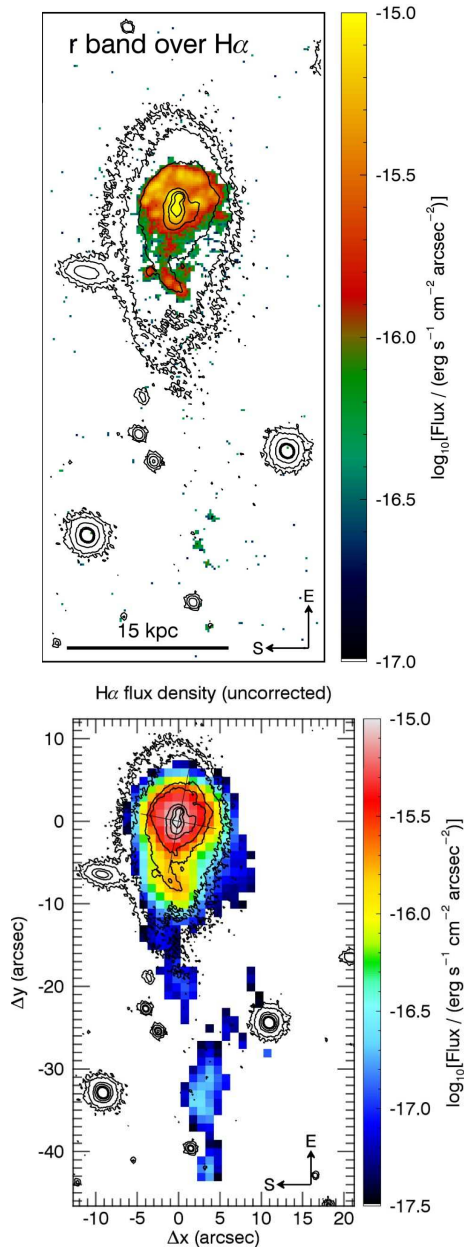 r band over Hα
-15.0
-15.5
-16.0
-16.5
-17.0
log₁₀[Flux / (erg s⁻¹ cm⁻² arcsec⁻²)]
15 kpc
E
S
Hα flux density (uncorrected)
10
0
-10
-20
-30
-40
Δy (arcsec)
-10 -5 0 5 10 15 20
Δx (arcsec)
E
S
-15.0
-15.5
-16.0
-16.5
-17.0
-17.5
log₁₀[Flux / (erg s⁻¹ cm⁻² arcsec⁻²)]